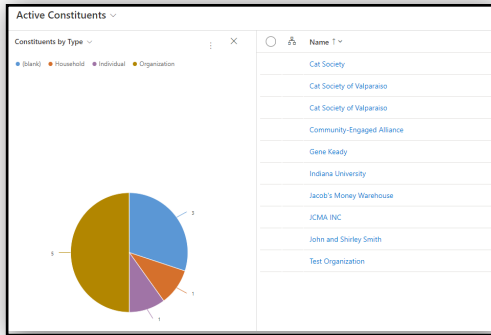 Active Constituents
Constituents by Type
(blank) Household Individual Organization
3
5
1
1
Name ↑
Cat Society
Cat Society of Valparaiso
Cat Society of Valparaiso
Community-Engaged Alliance
Gene Keady
Indiana University
Jacob's Money Warehouse
JCMA INC
John and Shirley Smith
Test Organization